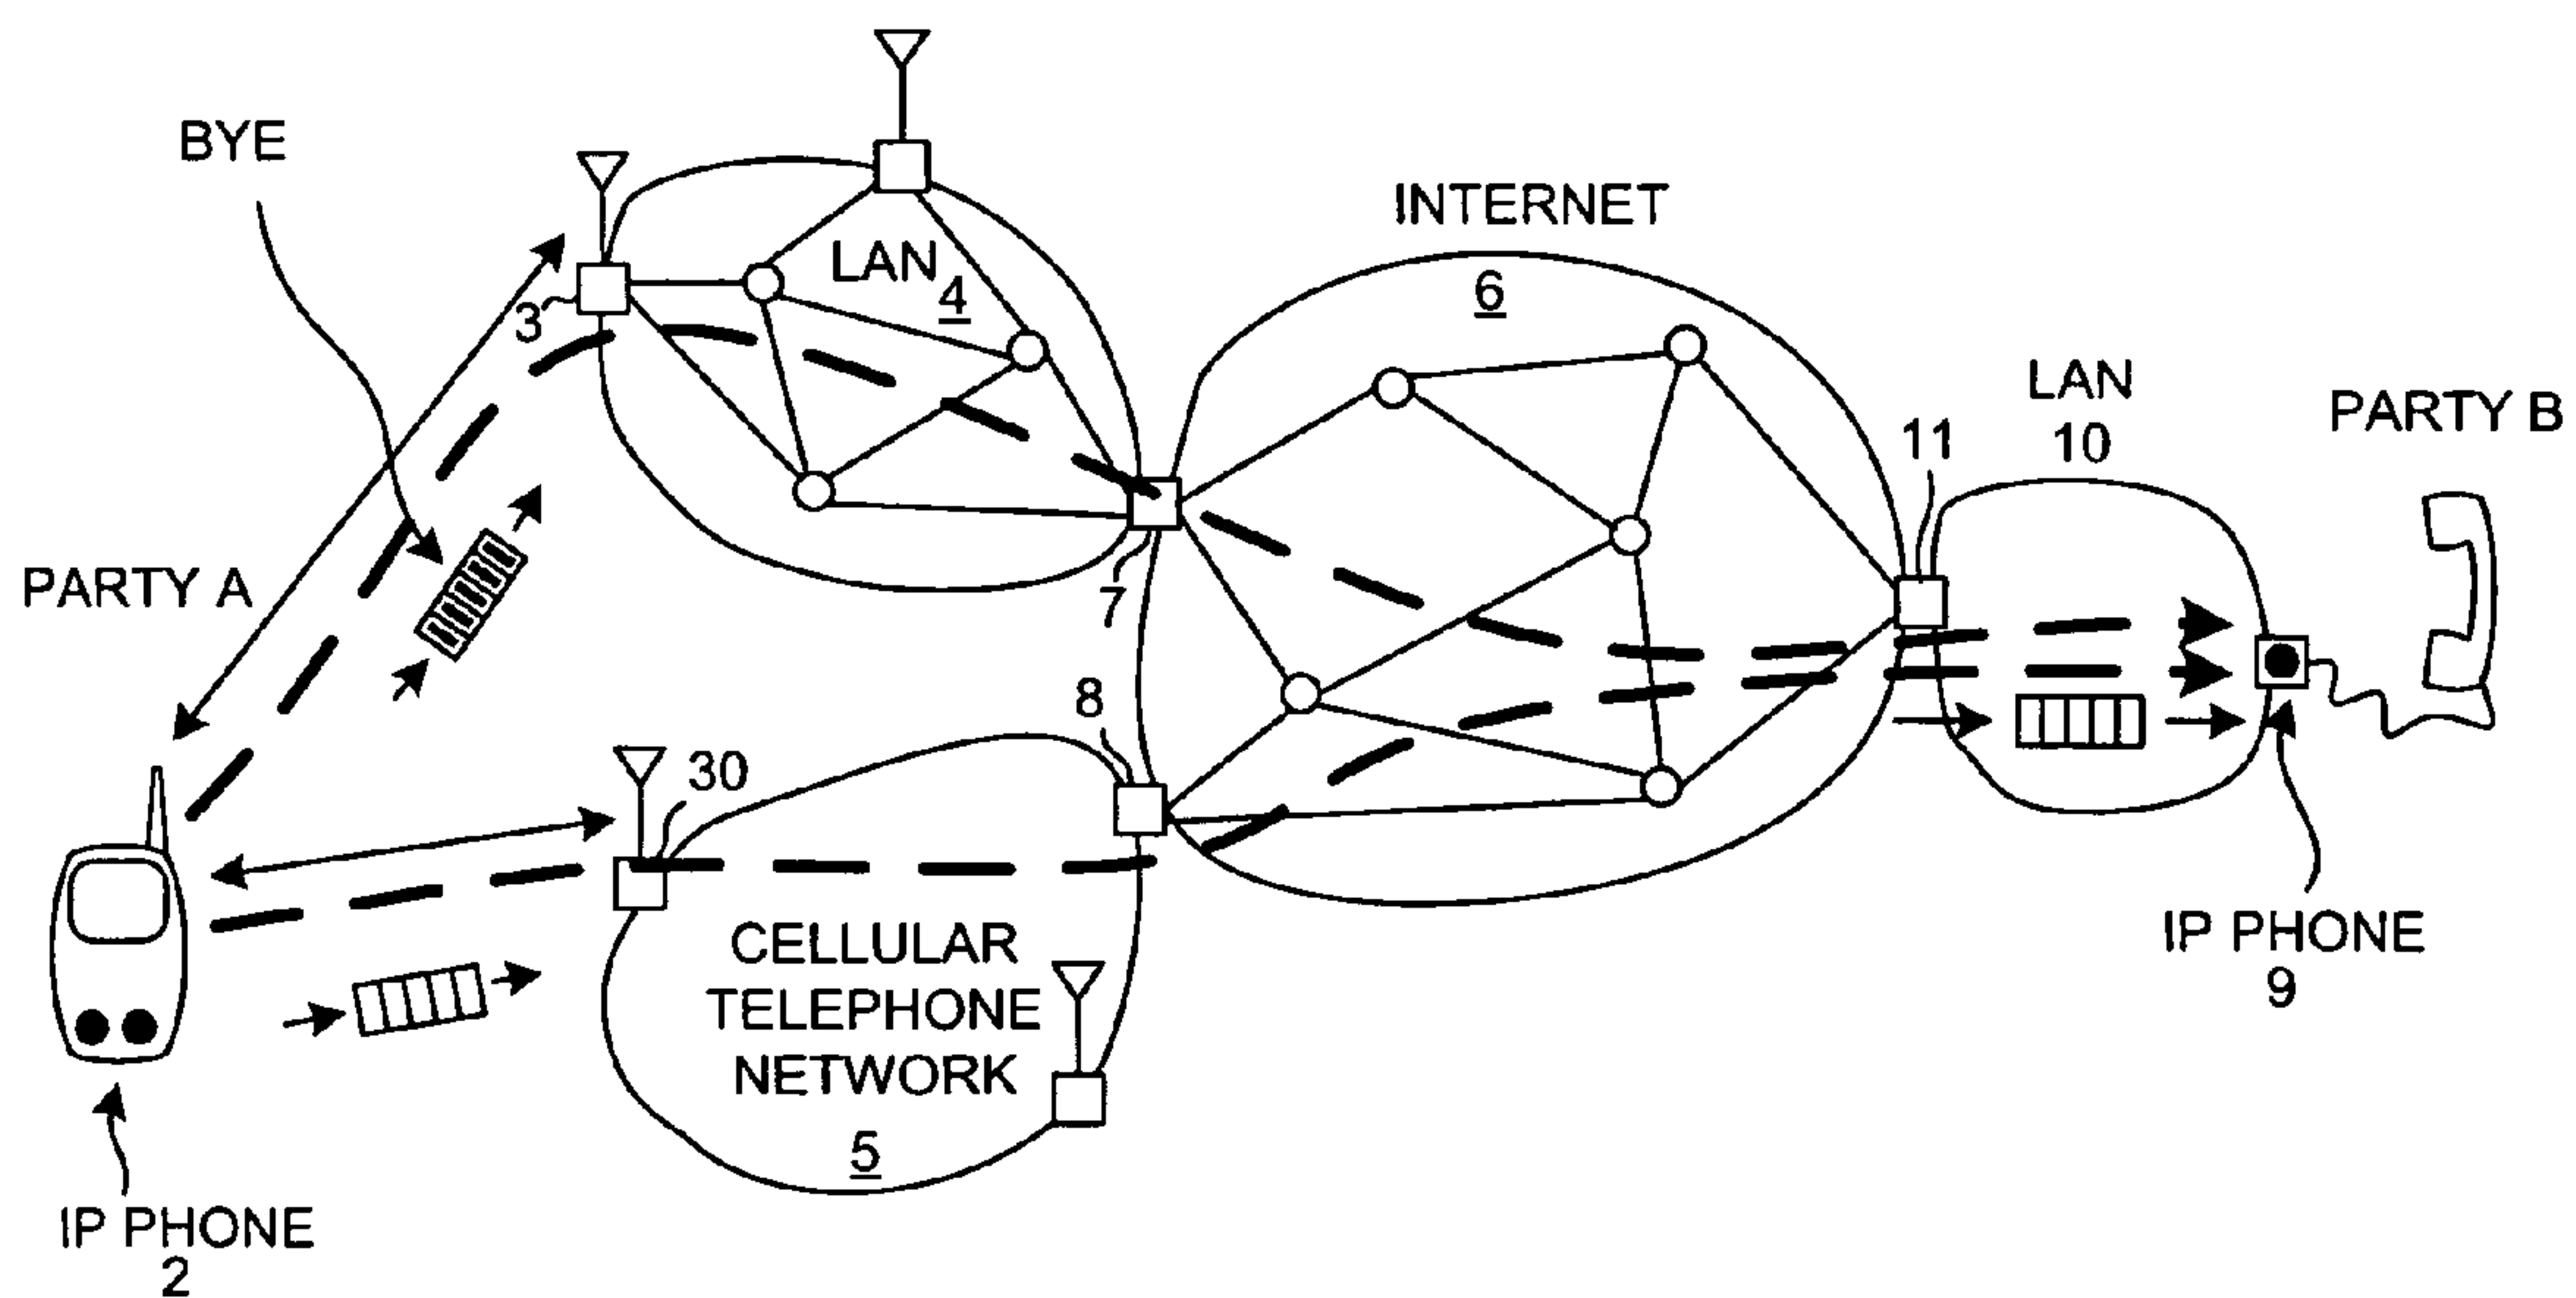 BYE
INTERNET
6
LAN
4
3
LAN
10
11
PARTY B
PARTY A
7
8
30
CELLULAR
TELEPHONE
NETWORK
5
IP PHONE
9
IP PHONE
2